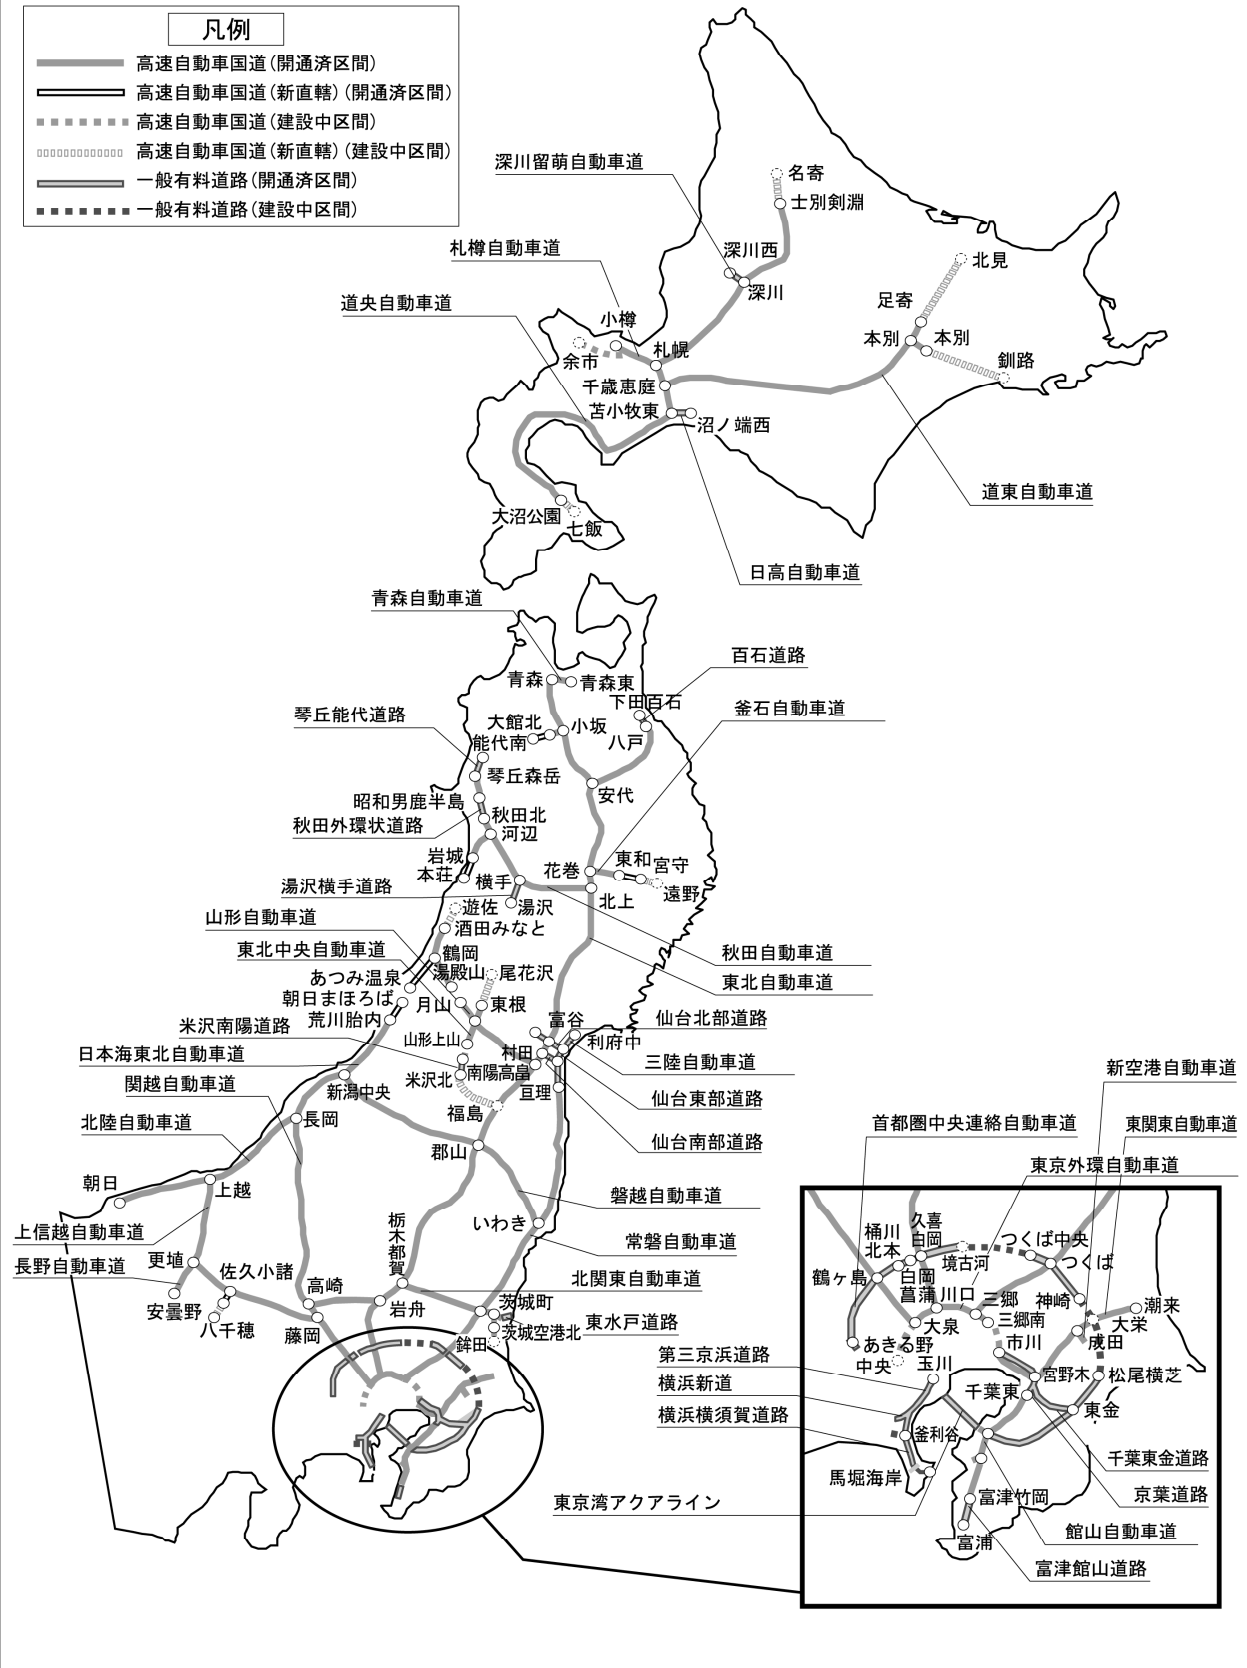 凡例
高速自動車国道(開通済区間)
高速自動車国道(新直轄)(開通済区間)
高速自動車国道(建設中区間)
高速自動車国道(新直轄)(建設中区間)
一般有料道路(開通済区間)
一般有料道路(建設中区間)
深川留萌自動車道
名寄
士別剣淵
札樽自動車道
深川西
深川
北見
道央自動車道
足寄
小樽
本別
本別
余市
札幌
釧路
千歳恵庭
苫小牧東
沼ノ端西
道東自動車道
大沼公園
七飯
日高自動車道
青森自動車道
百石道路
青森
青森東
下田百石
釜石自動車道
琴丘能代道路
大館北
小坂
能代南
八戸
琴丘森岳
安代
昭和男鹿半島
秋田北
秋田外環状道路
河辺
岩城
本荘
花巻
東和
宮守
遠野
湯沢横手道路
横手
北上
湯沢
遊佐
山形自動車道
酒田みなと
東北中央自動車道
鶴岡
秋田自動車道
湯殿山
尾花沢
あつみ温泉
東北自動車道
朝日まほろば
月山
東根
荒川胎内
富谷
仙台北部道路
米沢南陽道路
山形上山
利府中
日本海東北自動車道
村田
三陸自動車道
関越自動車道
米沢北
南陽高畠
新潟中央
亘理
仙台東部道路
福島
長岡
北陸自動車道
仙台南部道路
郡山
朝日
上越
磐越自動車道
いわき
上信越自動車道
栃木都賀
常磐自動車道
更埴
長野自動車道
佐久小諸
北関東自動車道
高崎
安曇野
岩舟
茨城町
八千穂
藤岡
茨城空港北
東水戸道路
鉾田
新空港自動車道
首都圏中央連絡自動車道
東関東自動車道
東京外環自動車道
久喜白岡
桶川北本
つくば中央
境古河
つくば
鶴ヶ島
白岡菖蒲
川口
三郷
神崎
潮来
三郷南
大泉
大栄
あきる野
市川
成田
中央
玉川
第三京浜道路
宮野木
松尾横芝
千葉東
横浜新道
東金
横浜横須賀道路
釜利谷
千葉東金道路
馬堀海岸
富津竹岡
京葉道路
東京湾アクアライン
館山自動車道
富浦
富津館山道路